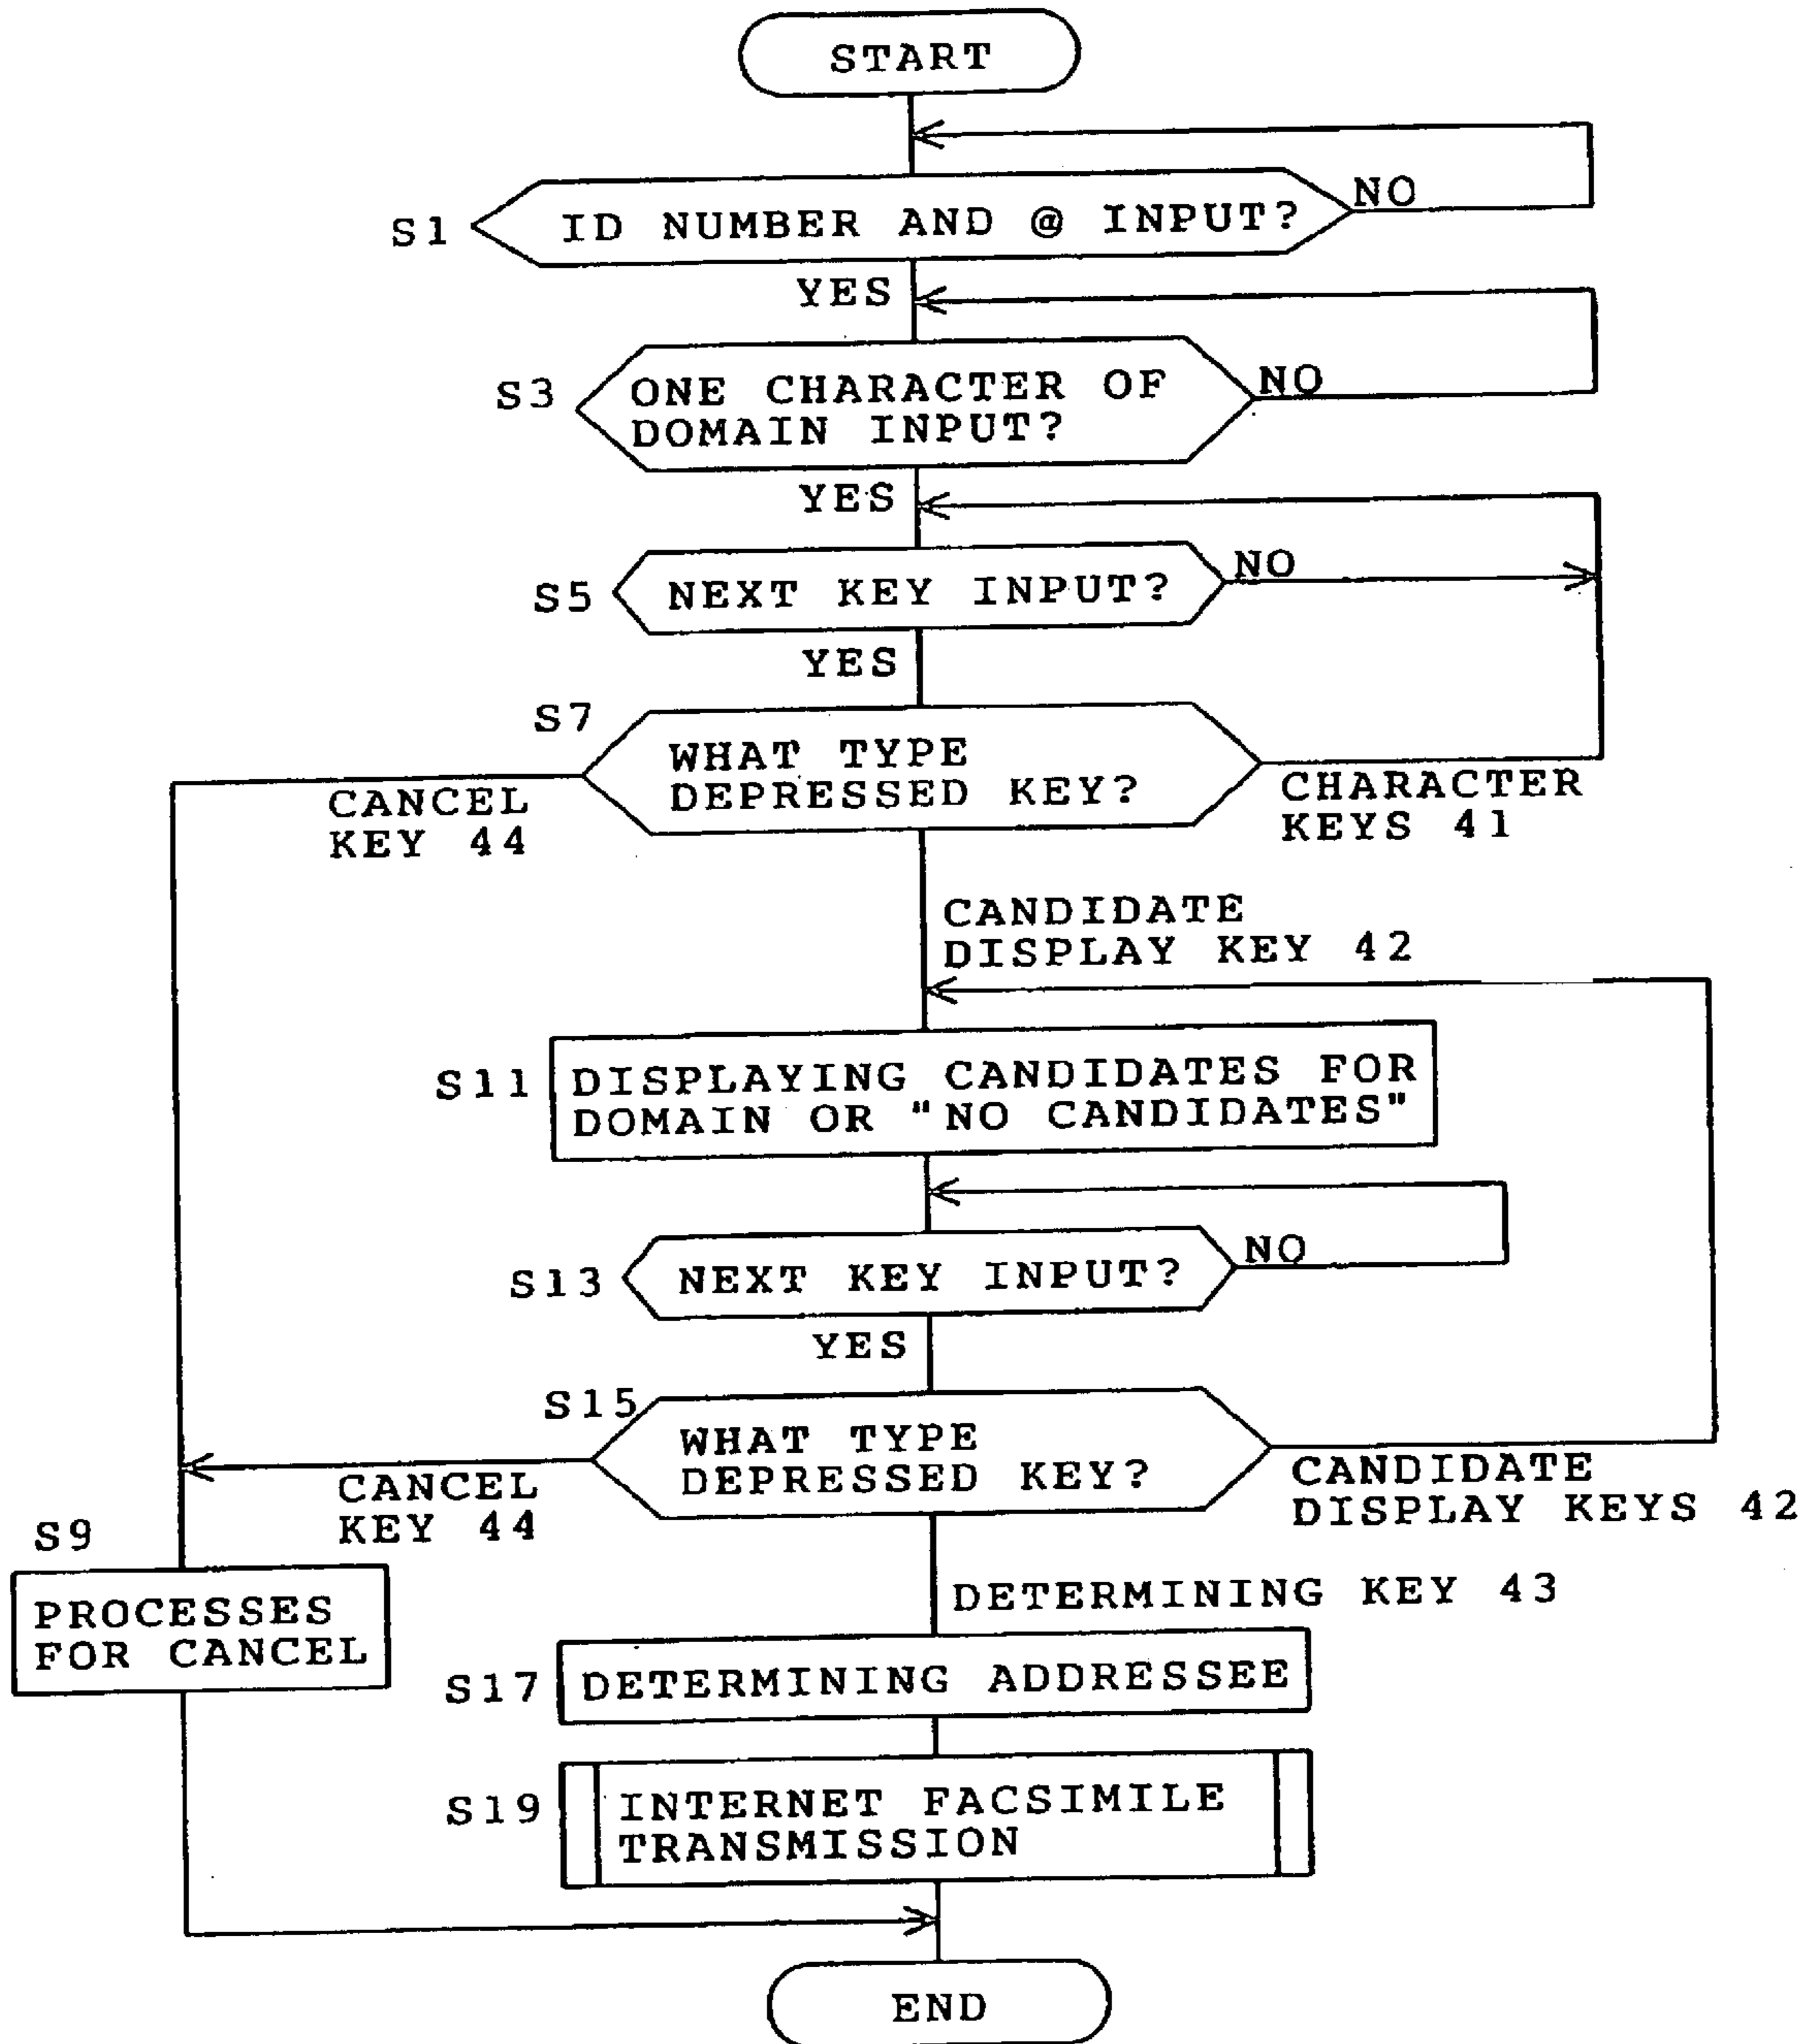 START
NO
S1
ID NUMBER AND @ INPUT?
YES
S3
ONE CHARACTER OF
DOMAIN INPUT?
NO
YES
S5
NEXT KEY INPUT?
NO
YES
S7
WHAT TYPE
DEPRESSED KEY?
CANCEL
KEY 44
CHARACTER
KEYS 41
CANDIDATE
DISPLAY KEY 42
S11
DISPLAYING CANDIDATES FOR
DOMAIN OR "NO CANDIDATES"
S13
NEXT KEY INPUT?
NO
YES
S15
WHAT TYPE
DEPRESSED KEY?
CANCEL
KEY 44
CANDIDATE
DISPLAY KEYS 42
S9
PROCESSES
FOR CANCEL
DETERMINING KEY 43
S17
DETERMINING ADDRESSEE
S19
INTERNET FACSIMILE
TRANSMISSION
END